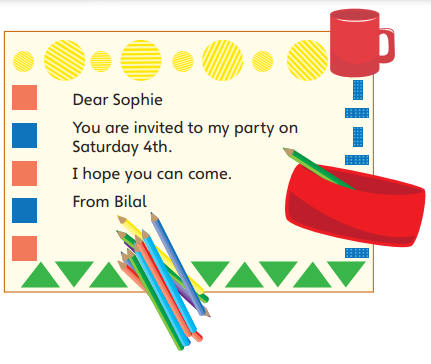 Dear Sophie
You are invited to my party on
Saturday 4th.
I hope you can come.
From Bilal